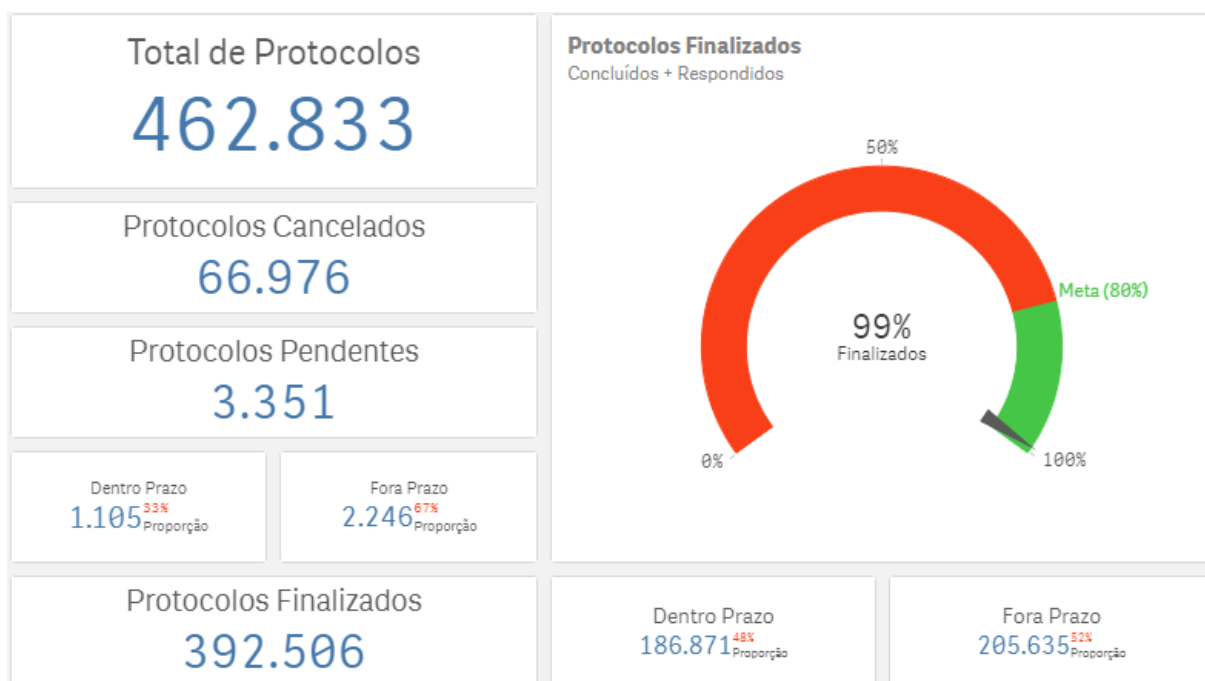 Total de Protocolos
462.833
Protocolos Cancelados
66.976
Protocolos Pendentes
3.351
Dentro Prazo
1.105 33% Proporção
Fora Prazo
2.246 67% Proporção
Protocolos Finalizados
392.506
Protocolos Finalizados
Concluídos + Respondidos
50%
Meta (80%)
99%
Finalizados
0%
100%
Dentro Prazo
186.871 48% Proporção
Fora Prazo
205.635 52% Proporção